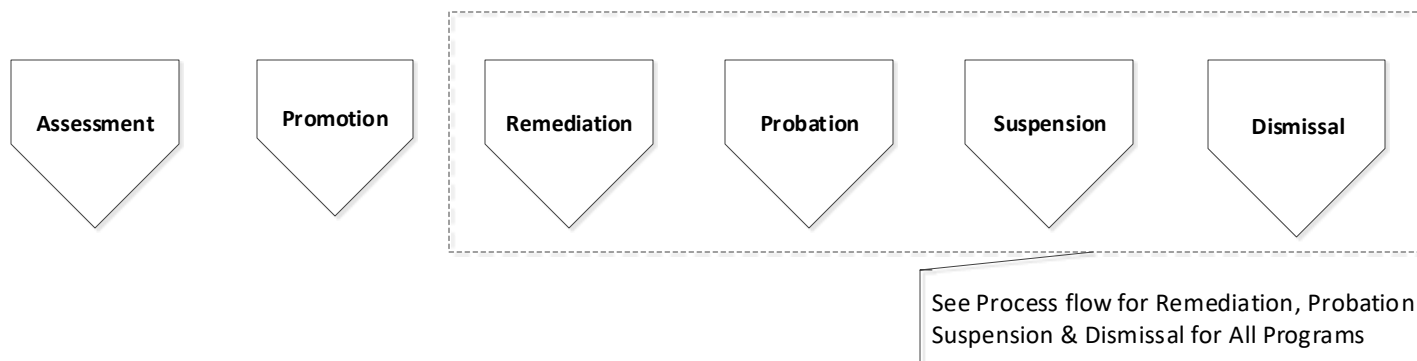 Assessment
Promotion
Remediation
Probation
Suspension
Dismissal
See Process flow for Remediation, Probation
Suspension & Dismissal for All Programs